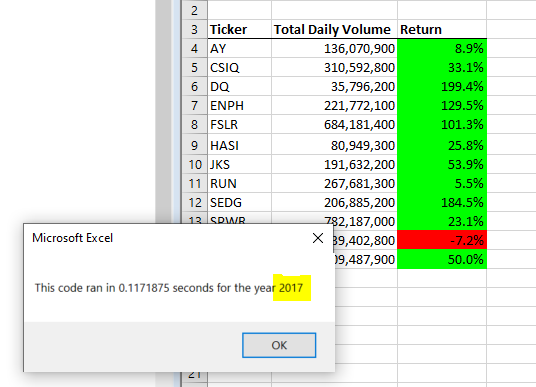 2
3 Ticker Total Daily Volume Return
4 AY 136,070,900 8.9%
5 CSIQ 310,592,800 33.1%
6 DQ 35,796,200 199.4%
7 ENPH 221,772,100 129.5%
8 FSLR 684,181,400 101.3%
9 HASI 80,949,300 25.8%
10 JKS 191,632,200 53.9%
11 RUN 267,681,300 5.5%
12 SEDG 206,885,200 184.5%
13 SPWR 782,187,000 23.1%
39,402,800 -7.2%
09,487,900 50.0%
Microsoft Excel
This code ran in 0.1171875 seconds for the year 2017
OK
21